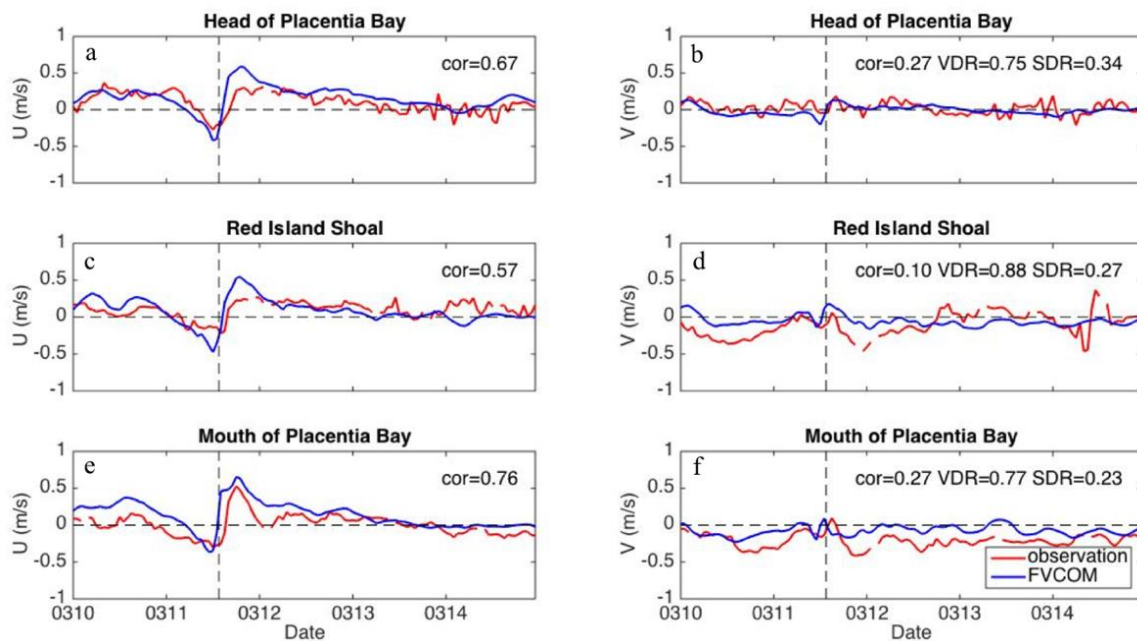 Head of Placentia Bay
a
cor=0.67
U (m/s)
1
0.5
0
-0.5
-1
Head of Placentia Bay
b
cor=0.27 VDR=0.75 SDR=0.34
V (m/s)
1
0.5
0
-0.5
-1
Red Island Shoal
c
cor=0.57
U (m/s)
1
0.5
0
-0.5
-1
Red Island Shoal
d
cor=0.10 VDR=0.88 SDR=0.27
V (m/s)
1
0.5
0
-0.5
-1
Mouth of Placentia Bay
e
cor=0.76
U (m/s)
1
0.5
0
-0.5
-1
0310 0311 0312 0313 0314
Date
Mouth of Placentia Bay
f
cor=0.27 VDR=0.77 SDR=0.23
V (m/s)
1
0.5
0
-0.5
-1
observation
FVCOM
0310 0311 0312 0313 0314
Date